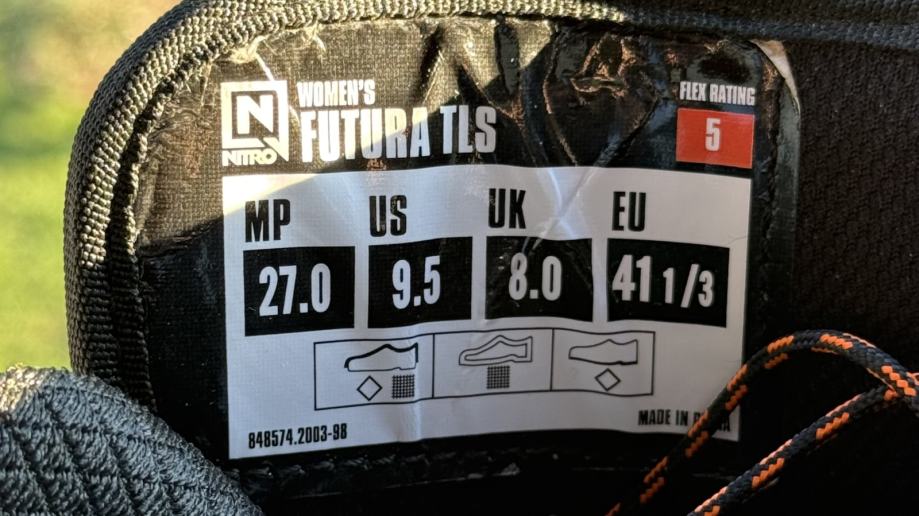 WOMEN'S
FUTURA TLS
N
NITRO
FLEX RATING
5
MP US UK EU
27.0 9.5 8.0 41 1/3
848574.2003-98
MADE IN